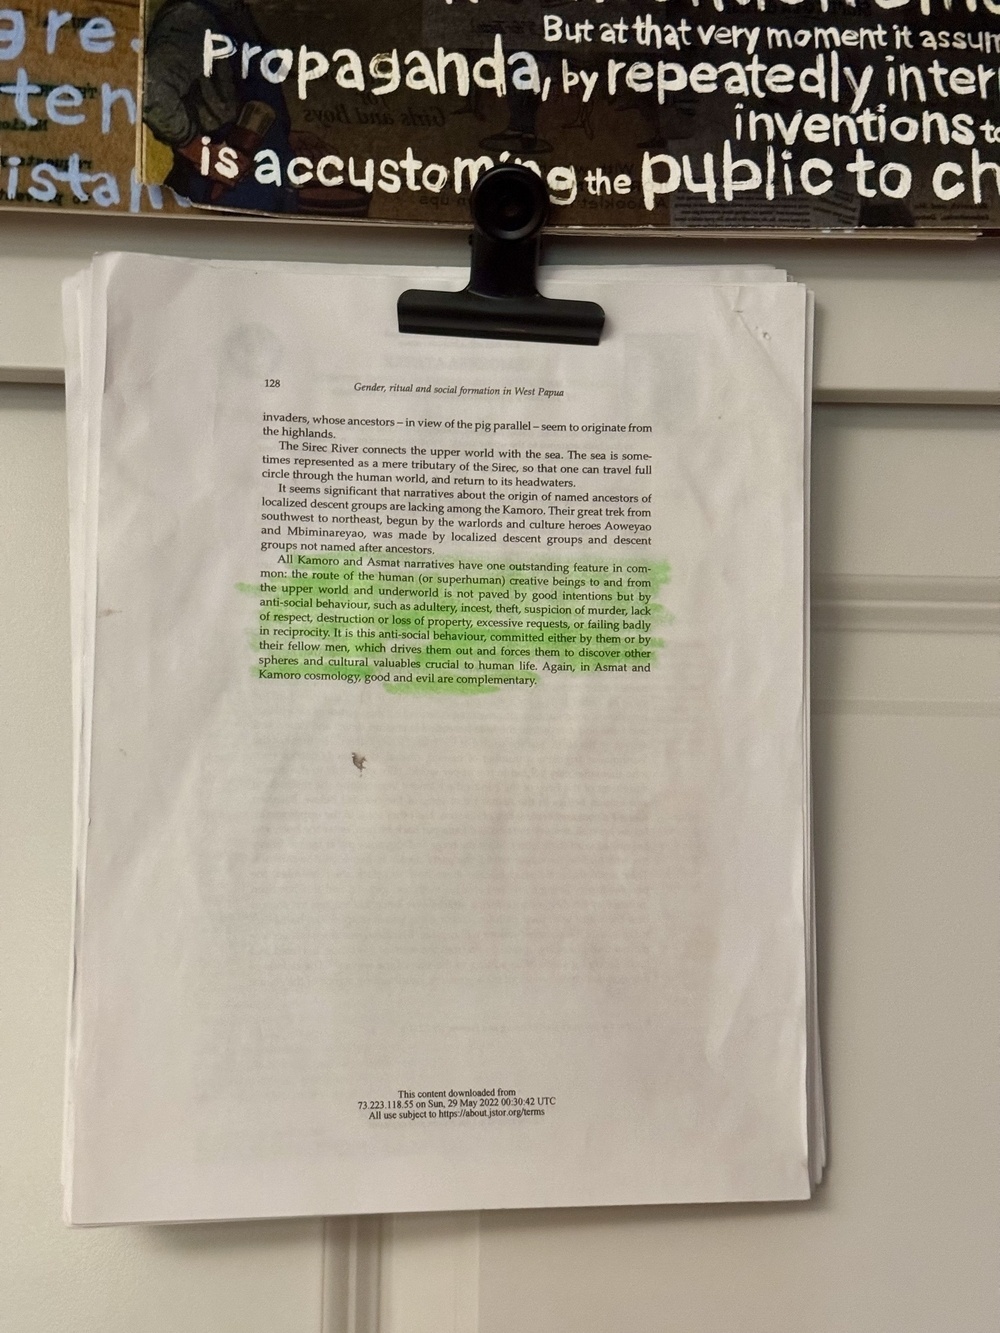 gre.
ten
ista
But at that very moment it assum
Propaganda, by repeatedly inter
inventions to
is accustoming the public to ch
128
Gender, ritual and social formation in West Papua
invaders, whose ancestors – in view of the pig parallel – seem to originate from
the highlands.
The Sirec River connects the upper world with the sea. The sea is some-
times represented as a mere tributary of the Sirec, so that one can travel full
circle through the human world, and return to its headwaters.
It seems significant that narratives about the origin of named ancestors of
localized descent groups are lacking among the Kamoro. Their great trek from
southwest to northeast, begun by the warlords and culture heroes Aoweyao
and Mbiminareyao, was made by localized descent groups and descent
groups not named after ancestors.
All Kamoro and Asmat narratives have one outstanding feature in com-
mon: the route of the human (or superhuman) creative beings to and from
the upper world and underworld is not paved by good intentions but by
anti-social behaviour, such as adultery, incest, theft, suspicion of murder, lack
of respect, destruction or loss of property, excessive requests, or failing badly
in reciprocity. It is this anti-social behaviour, committed either by them or by
their fellow men, which drives them out and forces them to discover other
spheres and cultural valuables crucial to human life. Again, in Asmat and
Kamoro cosmology, good and evil are complementary.
This content downloaded from
73.223.118.55 on Sun, 29 May 2022 00:30:42 UTC
All use subject to https://about.jstor.org/terms